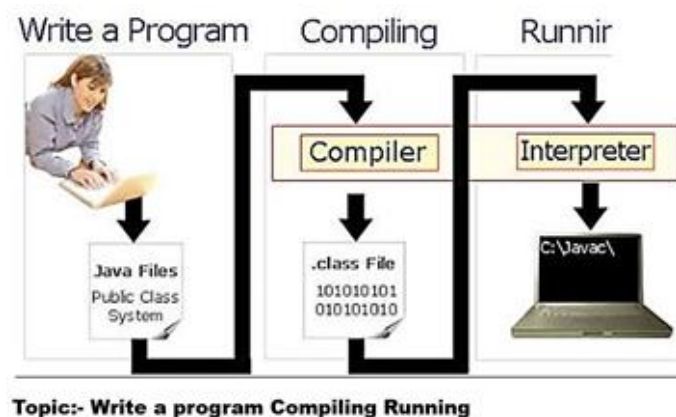 Write a Program
Compiling
Runnir
Compiler
Interpreter
Java Files
Public Class
System
.class File
101010101
010101010
C:\Javac\
Topic:- Write a program Compiling Running